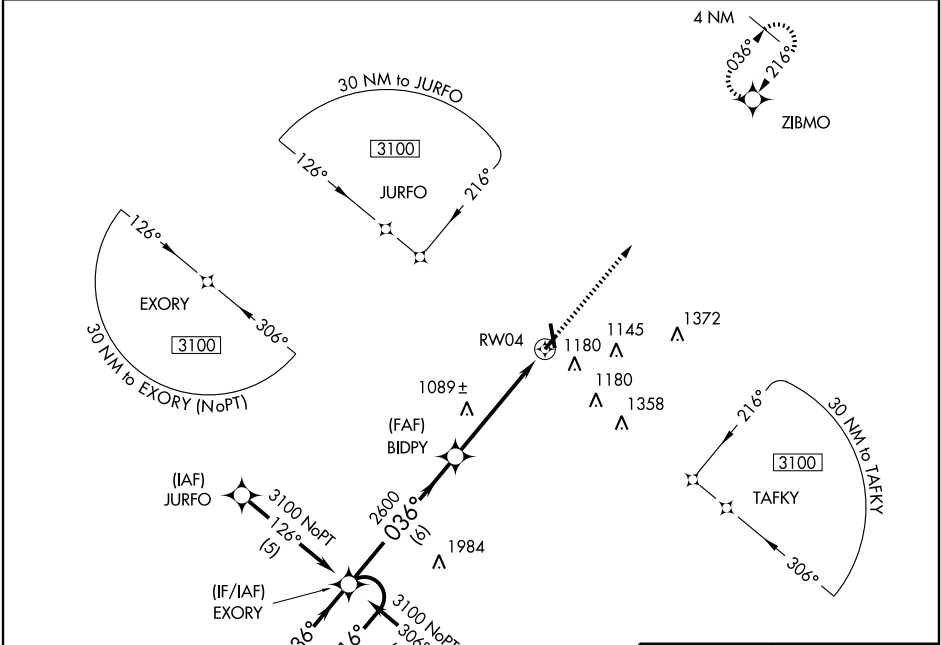 4 NM
036°
216°
ZIBMO
30 NM to JURFO
3100
126°
JURFO
216°
126°
EXORY
306°
3100
30 NM to EXORY (NoPT)
RW04
1180
1145
1372
1180
1358
1089±
(FAF)
BIDPY
216°
30 NM to TAFKY
3100
TAFKY
306°
(IAF)
JURFO
3100 NoPT
126°
(5)
2600
036°
(6)
1984
(IF/IAF)
EXORY
3100 NoPT
306°